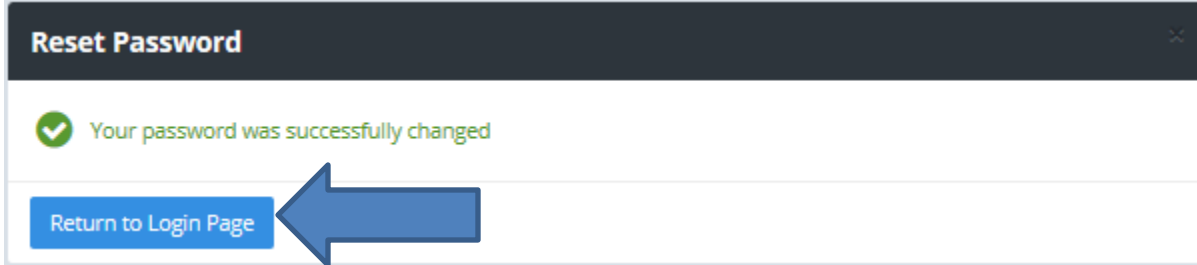 Reset Password
Your password was successfully changed
Return to Login Page